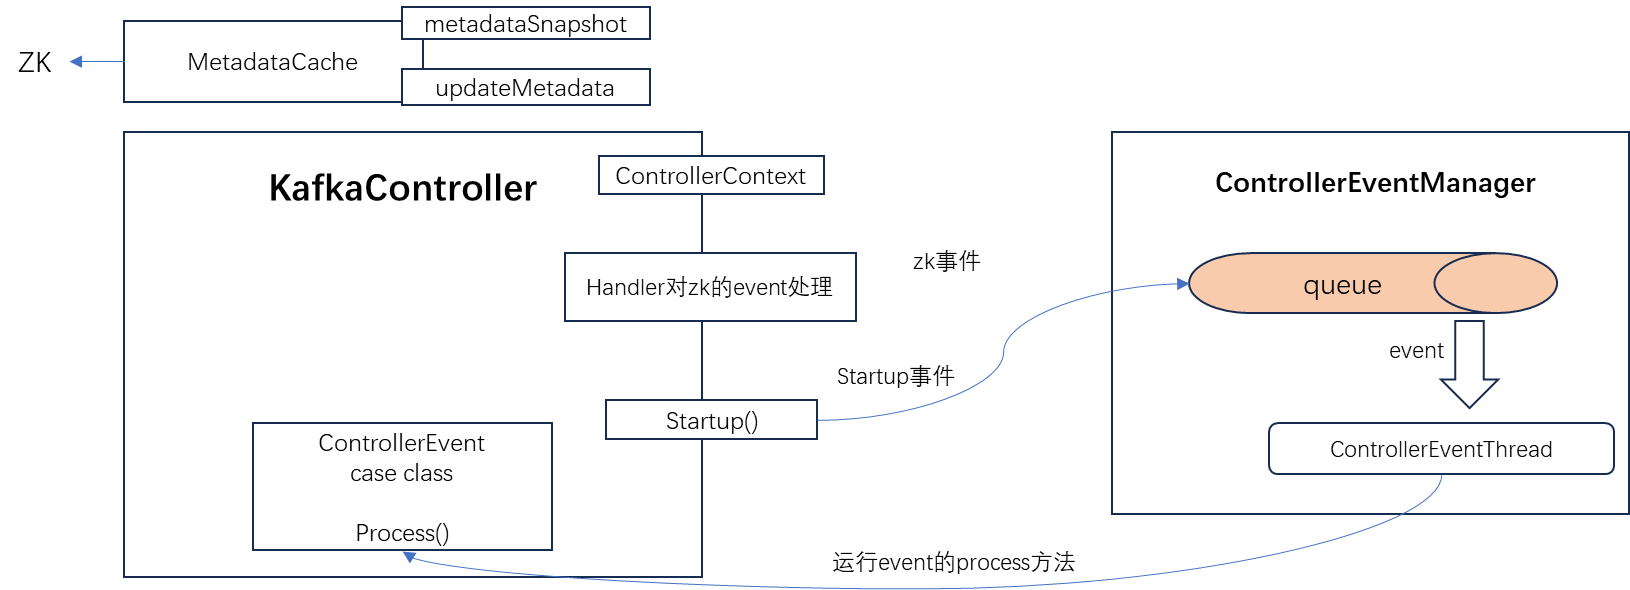 metadataSnapshot
ZK
MetadataCache
updateMetadata
KafkaController
ControllerContext
Handler对zk的event处理
Startup()
ControllerEvent
case class
Process()
zk事件
Startup事件
ControllerEventManager
queue
event
ControllerEventThread
运行event的process方法